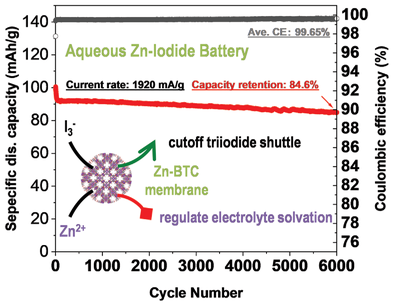 Ave. CE: 99.65%
Aqueous Zn-Iodide Battery
Current rate: 1920 mA/g
Capacity retention: 84.6%
I3-
cutoff triiodide shuttle
Zn-BTC
membrane
Zn2+
regulate electrolyte solvation
Sepecific dis. capacity (mAh/g)
140
120
100
80
60
40
20
0
Coulombic efficiency (%)
100
98
96
94
92
90
89
86
84
82
80
78
76
0 1000 2000 3000 4000 5000 6000
Cycle Number